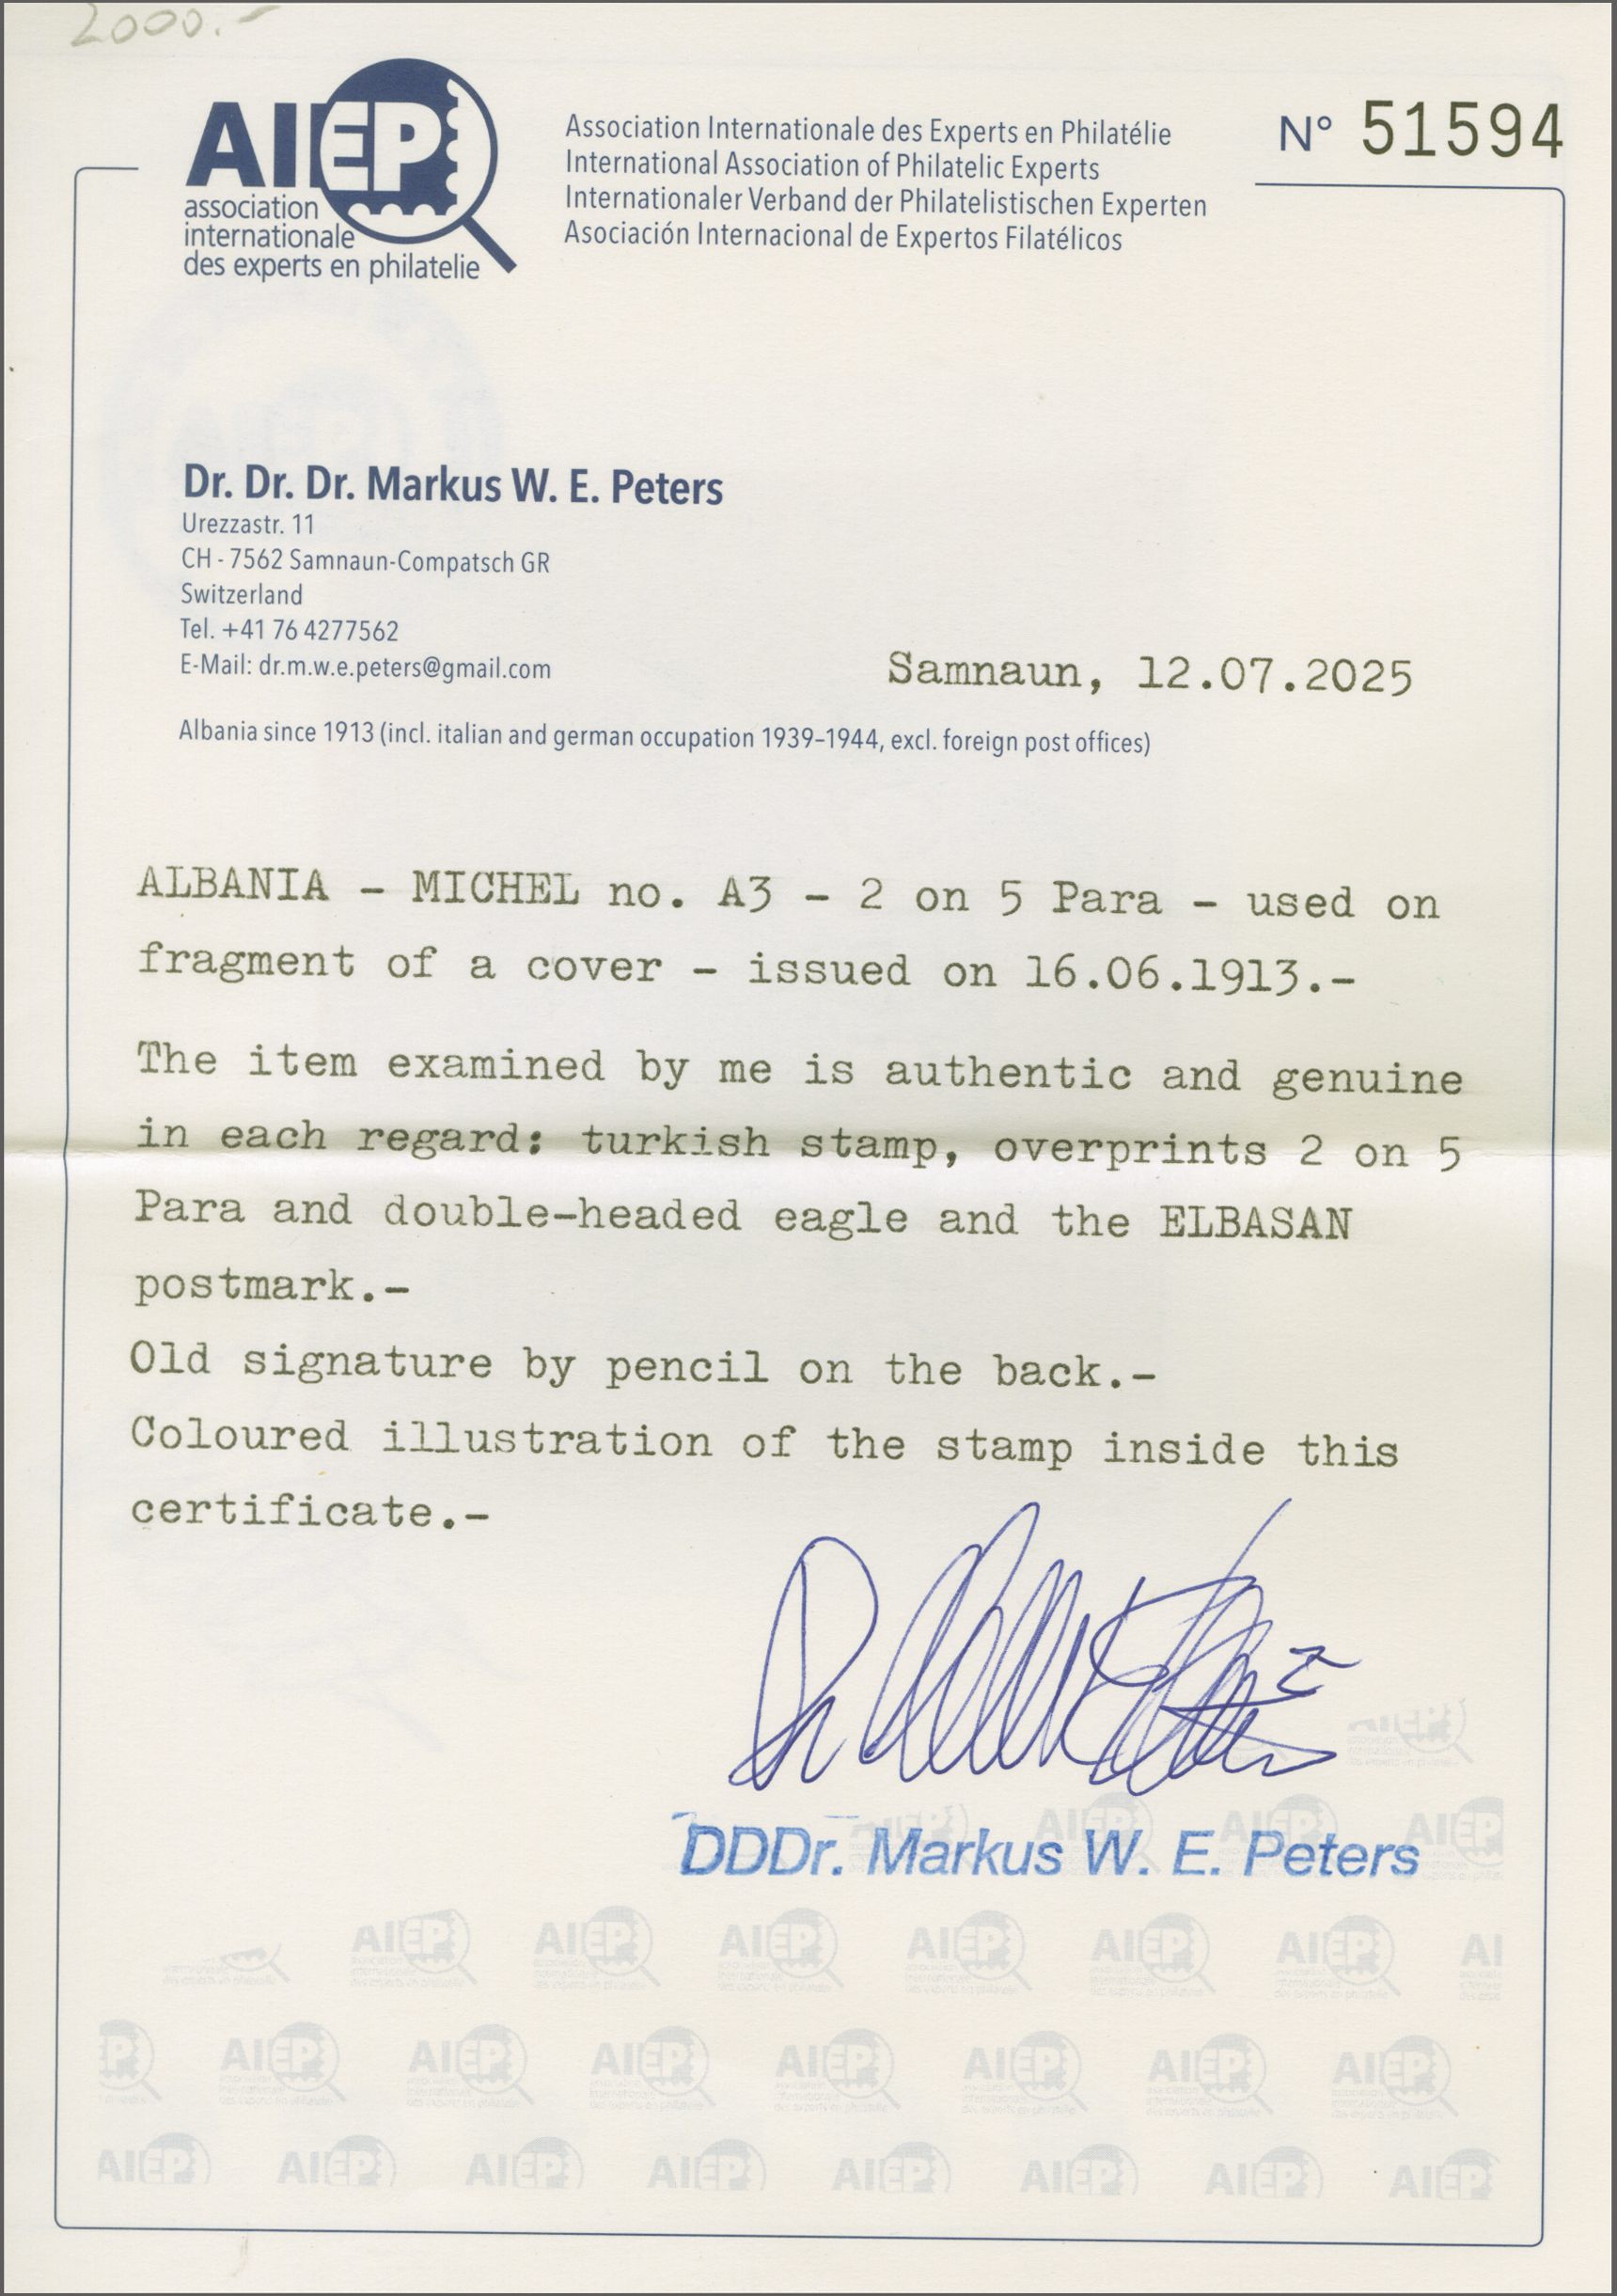 2000.-
AIEP
association
internationale
des experts en philatelie
Association Internationale des Experts en Philatélie
International Association of Philatelic Experts
Internationaler Verband der Philatelistischen Experten
Asociación Internacional de Expertos Filatélicos
N° 51594
Dr. Dr. Dr. Markus W. E. Peters
Urezzastr. 11
CH - 7562 Samnaun-Compatsch GR
Switzerland
Tel. +41 76 4277562
E-Mail: dr.m.w.e.peters@gmail.com
Samnaun, 12.07.2025
Albania since 1913 (incl. italian and german occupation 1939–1944, excl. foreign post offices)
ALBANIA - MICHEL no. A3 - 2 on 5 Para - used on
fragment of a cover - issued on 16.06.1913.-
The item examined by me is authentic and genuine
in each regard: turkish stamp, overprints 2 on 5
Para and double-headed eagle and the ELBASAN
postmark.-
Old signature by pencil on the back.-
Coloured illustration of the stamp inside this
certificate.-
DDDr. Markus W. E. Peters